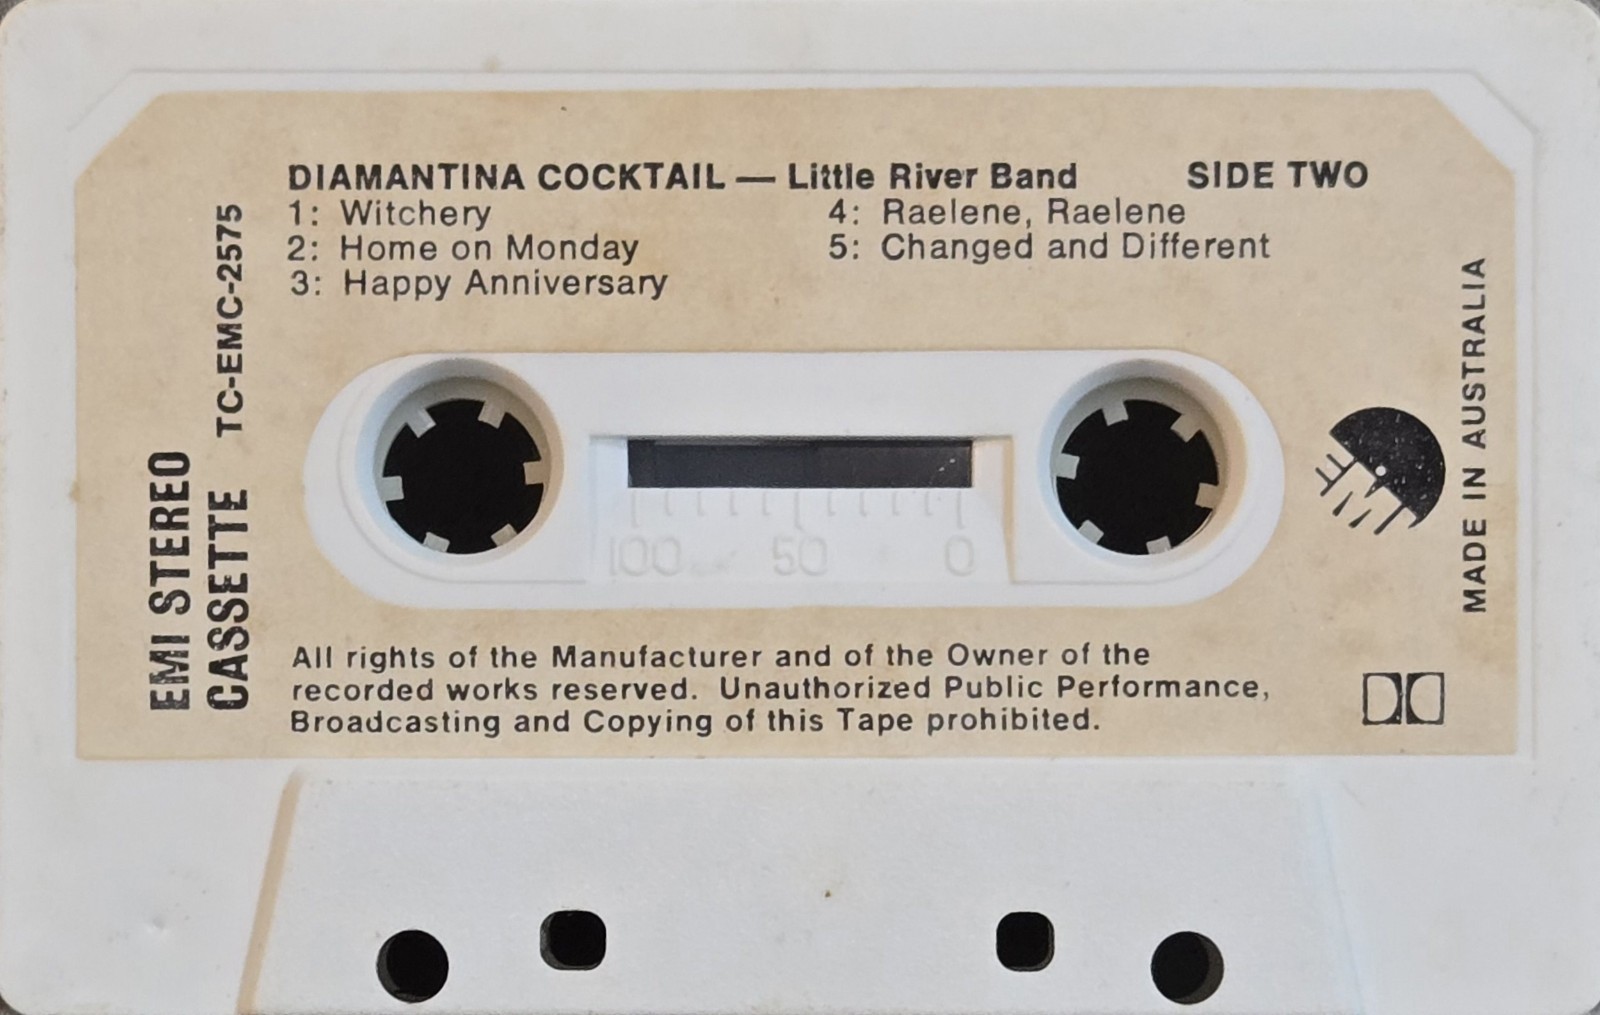 DIAMANTINA COCKTAIL — Little River Band SIDE TWO
1: Witchery
2: Home on Monday
3: Happy Anniversary
4: Raelene, Raelene
5: Changed and Different
EMI STEREO
CASSETTE TC-EMC-2575
100 50 0
MADE IN AUSTRALIA
All rights of the Manufacturer and of the Owner of the
recorded works reserved. Unauthorized Public Performance,
Broadcasting and Copying of this Tape prohibited.